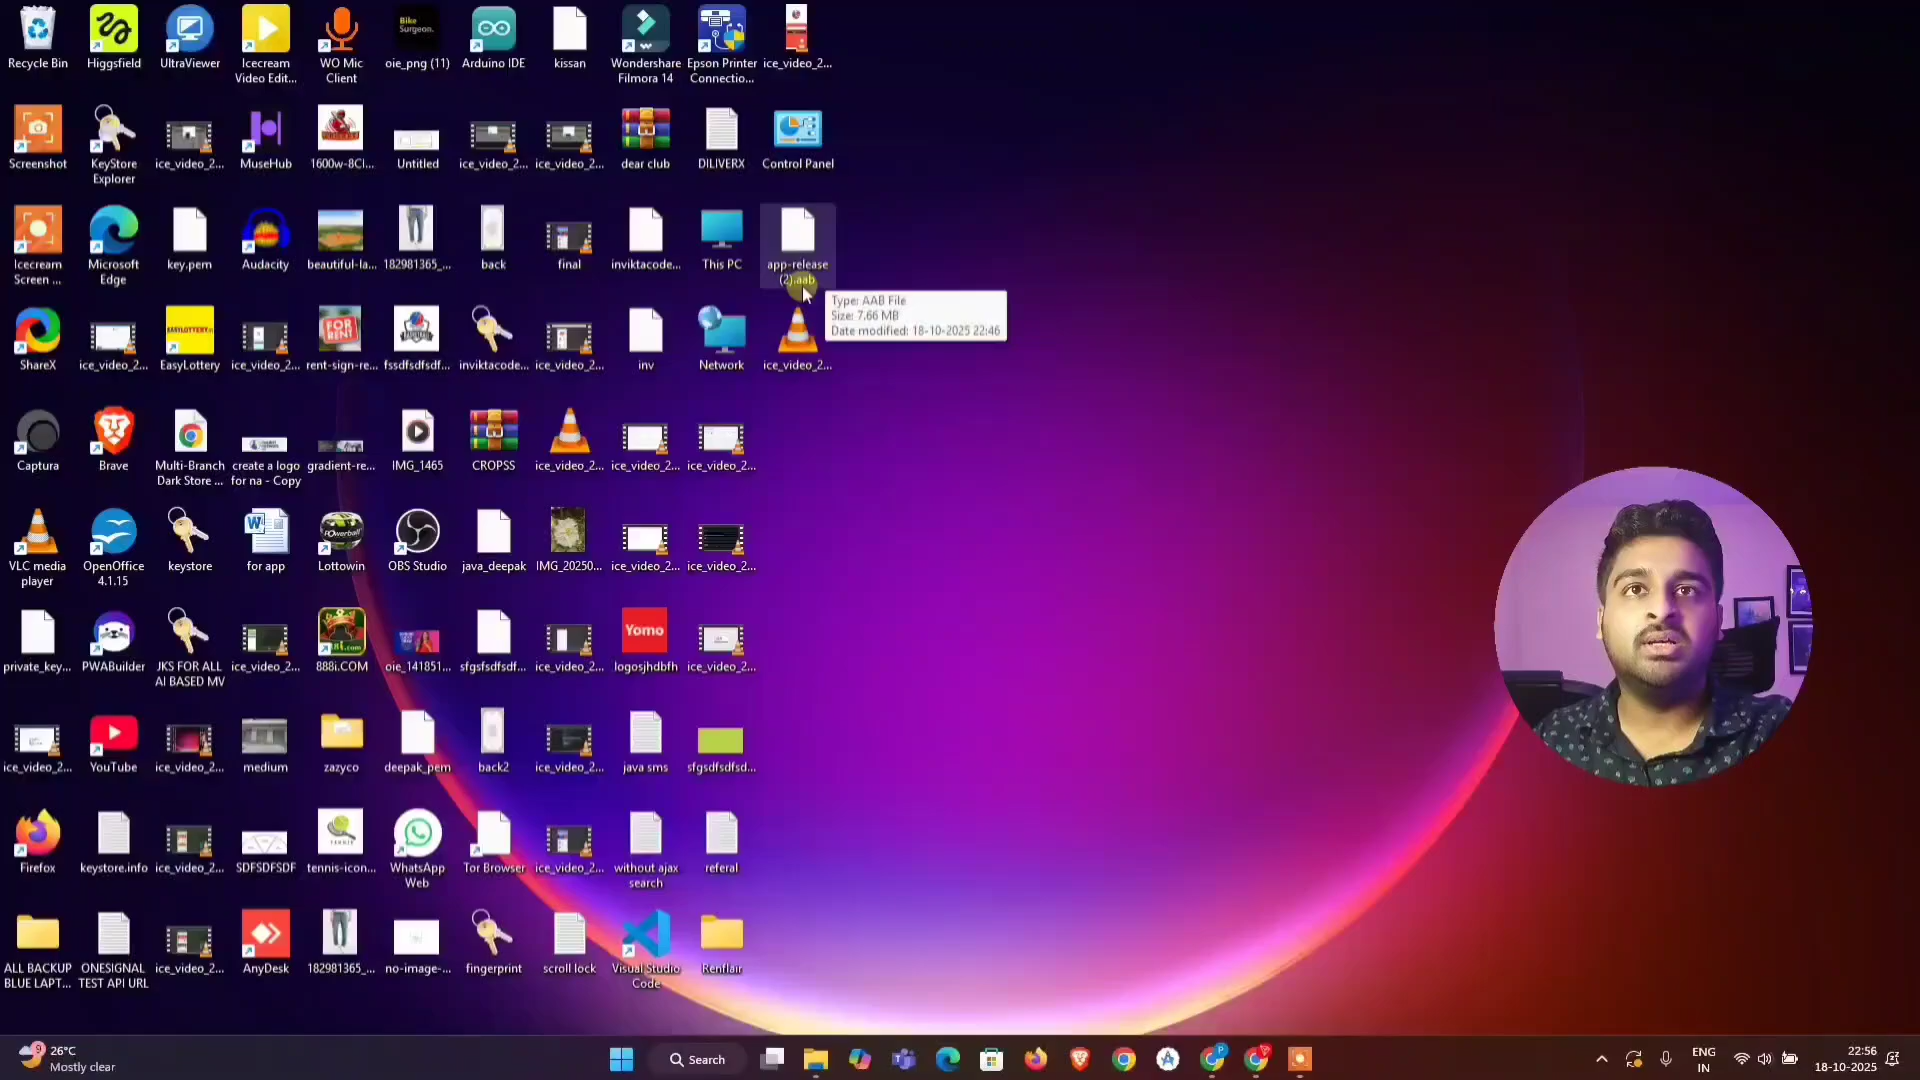 Recycle Bin
Higgsfield
UltraViewer
Icecream
Video Edit...
WO Mic
Client
Bike
Surgeon.
oie_png (11)
Arduino IDE
kissan
Wondershare
Filmora 14
Epson Printer
Connectio...
ice_video_2...
Screenshot
KeyStore
Explorer
ice_video_2...
MuseHub
1600w-8Cl...
Untitled
ice_video_2...
ice_video_2...
dear club
DILIVERX
Control Panel
Icecream
Screen ...
Microsoft
Edge
key.pem
Audacity
beautiful-la...
182981365_...
back
final
inviktacode...
This PC
app-release
(2).aab
Type: AAB File
Size: 7.66 MB
Date modified: 18-10-2025 22:46
ShareX
ice_video_2...
EASYLOTTERY
EasyLottery
ice_video_2...
FOR
RENT
rent-sign-re...
fssdfsdfsdf...
inviktacode...
ice_video_2...
inv
Network
ice_video_2...
Captura
Brave
Multi-Branch
Dark Store ...
create a logo
for na - Copy
gradient-re...
IMG_1465
CROPSS
ice_video_2...
ice_video_2...
ice_video_2...
VLC media
player
OpenOffice
4.1.15
keystore
for app
Lottowin
OBS Studio
java_deepak
IMG_20250...
ice_video_2...
ice_video_2...
private_key...
PWABuilder
JKS FOR ALL
AI BASED MV
ice_video_2...
888i.COM
oie_141851...
sfgsfsdfsdf...
ice_video_2...
Yomo
logosjhdbfh
ice_video_2...
ice_video_2...
YouTube
ice_video_2...
medium
zazyco
deepak_pem
back2
ice_video_2...
java sms
sfgsdfsdfsd...
Firefox
keystore.info
ice_video_2...
SDFSDFSDF
tennis-icon...
WhatsApp
Web
Tor Browser
ice_video_2...
without ajax
search
referal
ALL BACKUP
BLUE LAPT...
ONESIGNAL
TEST API URL
ice_video_2...
AnyDesk
182981365_...
no-image-...
fingerprint
scroll lock
Visual Studio
Code
Renflair
26°C
Mostly clear
Search
ENG
IN
22:56
18-10-2025